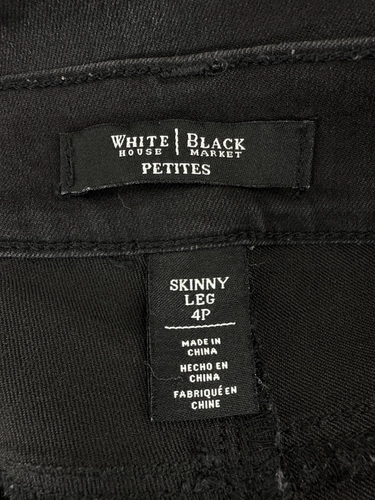 WHITE | BLACK
HOUSE MARKET
PETITES
SKINNY
LEG
4P
MADE IN
CHINA
HECHO EN
CHINA
FABRIQUÉ EN
CHINE